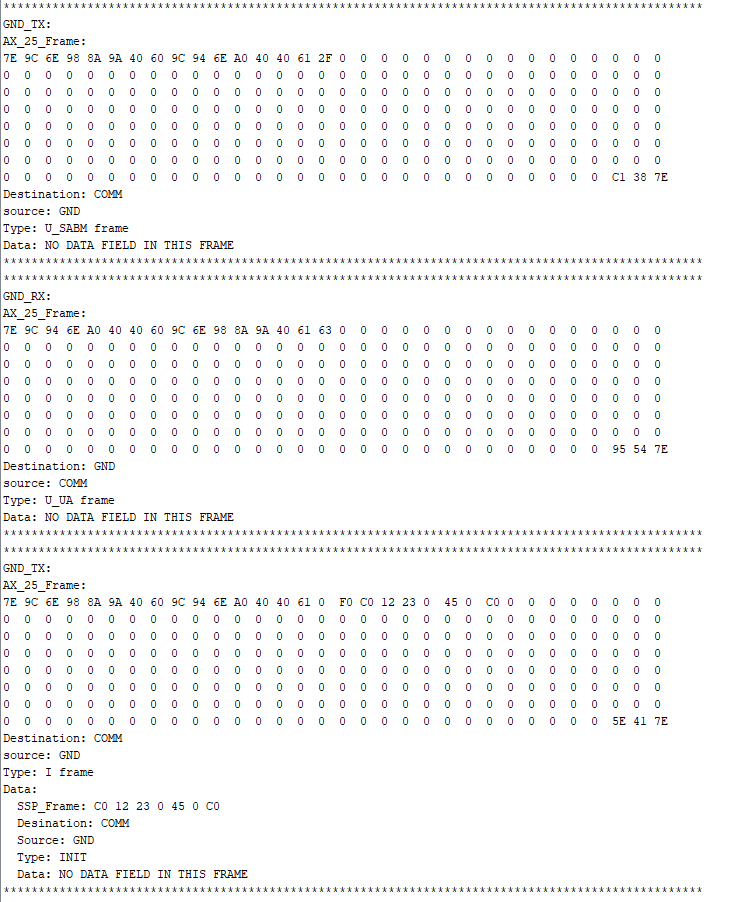 ****************************************************************************************************
GND_TX:
AX_25_Frame:
7E 9C 6E 98 8A 9A 40 60 9C 94 6E A0 40 40 61 2F 0 0 0 0 0 0 0 0 0 0 0 0 0 0 0 0
0 0 0 0 0 0 0 0 0 0 0 0 0 0 0 0 0 0 0 0 0 0 0 0 0 0 0 0 0 0 0 0
0 0 0 0 0 0 0 0 0 0 0 0 0 0 0 0 0 0 0 0 0 0 0 0 0 0 0 0 0 0 0 0
0 0 0 0 0 0 0 0 0 0 0 0 0 0 0 0 0 0 0 0 0 0 0 0 0 0 0 0 0 0 0 0
0 0 0 0 0 0 0 0 0 0 0 0 0 0 0 0 0 0 0 0 0 0 0 0 0 0 0 0 0 0 0 0
0 0 0 0 0 0 0 0 0 0 0 0 0 0 0 0 0 0 0 0 0 0 0 0 0 0 0 0 0 0 0 0
0 0 0 0 0 0 0 0 0 0 0 0 0 0 0 0 0 0 0 0 0 0 0 0 0 0 0 0 0 0 0 0
0 0 0 0 0 0 0 0 0 0 0 0 0 0 0 0 0 0 0 0 0 0 0 0 0 0 0 0 0 C1 38 7E
Destination: COMM
source: GND
Type: U_SABM frame
Data: NO DATA FIELD IN THIS FRAME
****************************************************************************************************
****************************************************************************************************
GND_RX:
AX_25_Frame:
7E 9C 94 6E A0 40 40 60 9C 6E 98 8A 9A 40 61 63 0 0 0 0 0 0 0 0 0 0 0 0 0 0 0 0
0 0 0 0 0 0 0 0 0 0 0 0 0 0 0 0 0 0 0 0 0 0 0 0 0 0 0 0 0 0 0 0
0 0 0 0 0 0 0 0 0 0 0 0 0 0 0 0 0 0 0 0 0 0 0 0 0 0 0 0 0 0 0 0
0 0 0 0 0 0 0 0 0 0 0 0 0 0 0 0 0 0 0 0 0 0 0 0 0 0 0 0 0 0 0 0
0 0 0 0 0 0 0 0 0 0 0 0 0 0 0 0 0 0 0 0 0 0 0 0 0 0 0 0 0 0 0 0
0 0 0 0 0 0 0 0 0 0 0 0 0 0 0 0 0 0 0 0 0 0 0 0 0 0 0 0 0 0 0 0
0 0 0 0 0 0 0 0 0 0 0 0 0 0 0 0 0 0 0 0 0 0 0 0 0 0 0 0 0 0 0 0
0 0 0 0 0 0 0 0 0 0 0 0 0 0 0 0 0 0 0 0 0 0 0 0 0 0 0 0 0 95 54 7E
Destination: GND
source: COMM
Type: U_UA frame
Data: NO DATA FIELD IN THIS FRAME
****************************************************************************************************
****************************************************************************************************
GND_TX:
AX_25_Frame:
7E 9C 6E 98 8A 9A 40 60 9C 94 6E A0 40 40 61 0 F0 C0 12 23 0 45 0 C0 0 0 0 0 0 0 0 0
0 0 0 0 0 0 0 0 0 0 0 0 0 0 0 0 0 0 0 0 0 0 0 0 0 0 0 0 0 0 0 0
0 0 0 0 0 0 0 0 0 0 0 0 0 0 0 0 0 0 0 0 0 0 0 0 0 0 0 0 0 0 0 0
0 0 0 0 0 0 0 0 0 0 0 0 0 0 0 0 0 0 0 0 0 0 0 0 0 0 0 0 0 0 0 0
0 0 0 0 0 0 0 0 0 0 0 0 0 0 0 0 0 0 0 0 0 0 0 0 0 0 0 0 0 0 0 0
0 0 0 0 0 0 0 0 0 0 0 0 0 0 0 0 0 0 0 0 0 0 0 0 0 0 0 0 0 0 0 0
0 0 0 0 0 0 0 0 0 0 0 0 0 0 0 0 0 0 0 0 0 0 0 0 0 0 0 0 0 0 0 0
0 0 0 0 0 0 0 0 0 0 0 0 0 0 0 0 0 0 0 0 0 0 0 0 0 0 0 0 0 5E 41 7E
Destination: COMM
source: GND
Type: I frame
Data:
SSP_Frame: C0 12 23 0 45 0 C0
Desination: COMM
Source: GND
Type: INIT
Data: NO DATA FIELD IN THIS FRAME
****************************************************************************************************